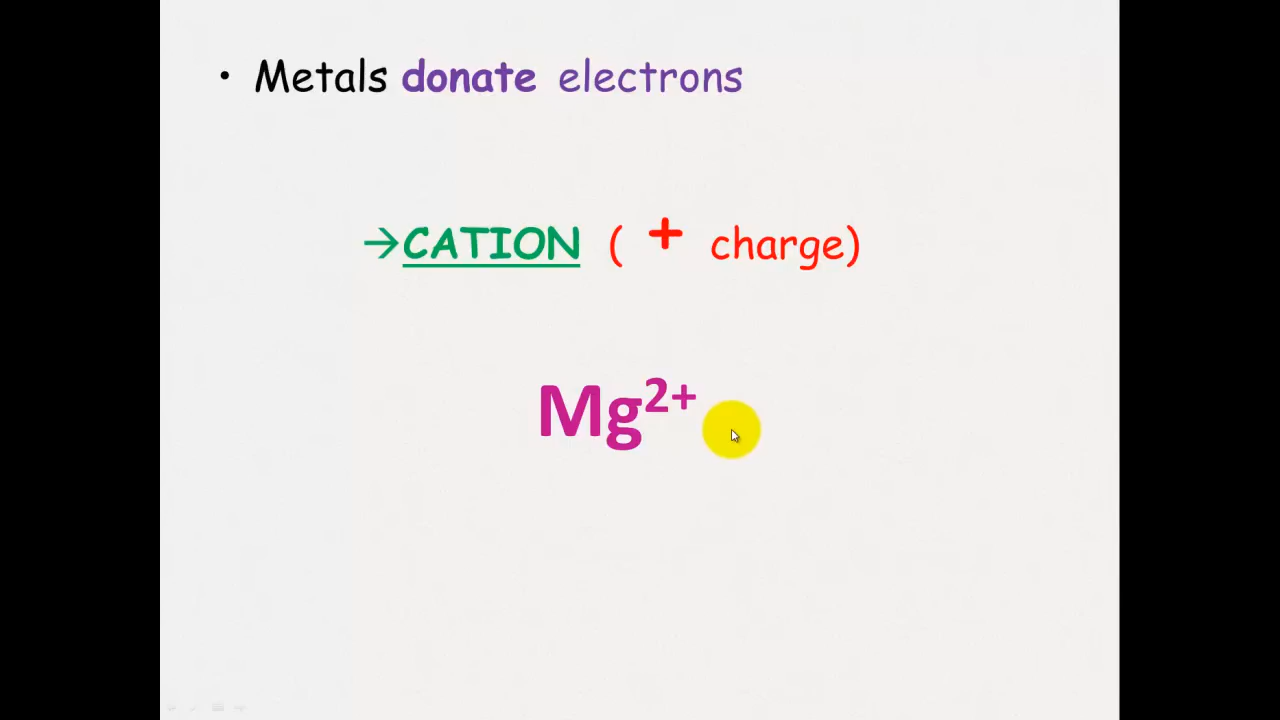 • Metals donate electrons
→CATION ( + charge)
Mg²⁺